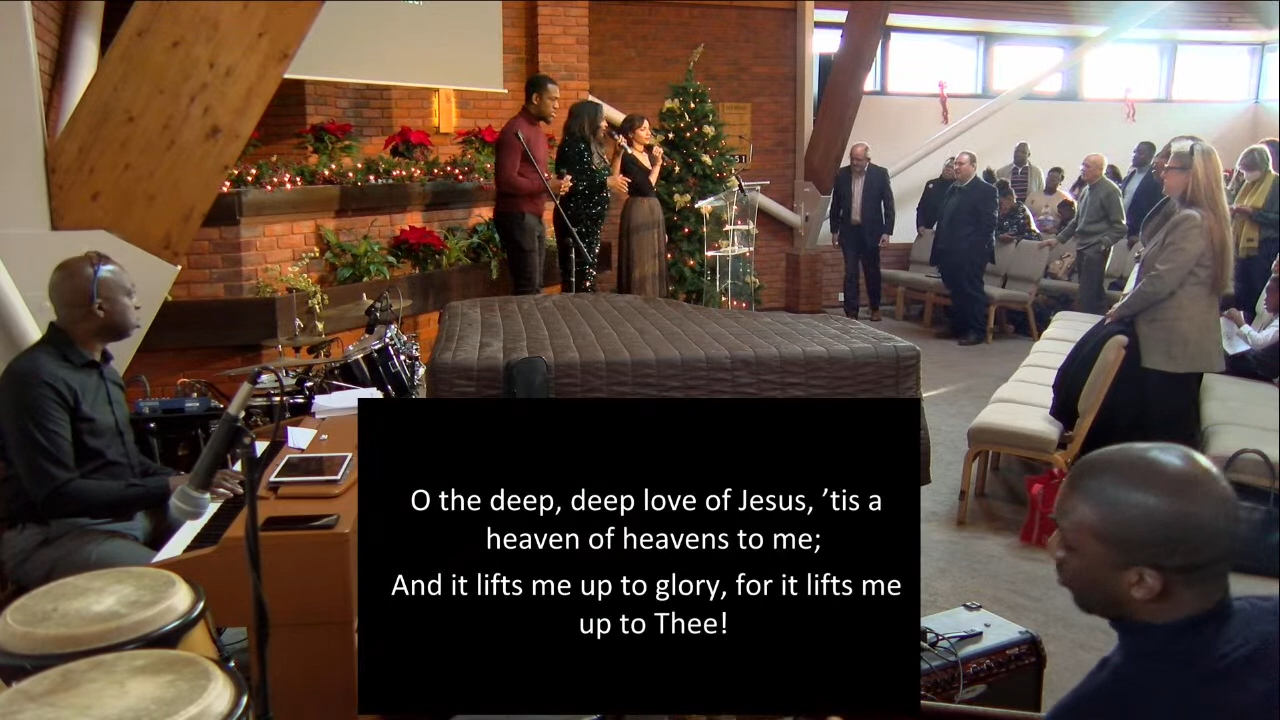 51
O the deep, deep love of Jesus, ’tis a
heaven of heavens to me;
And it lifts me up to glory, for it lifts me
up to Thee!